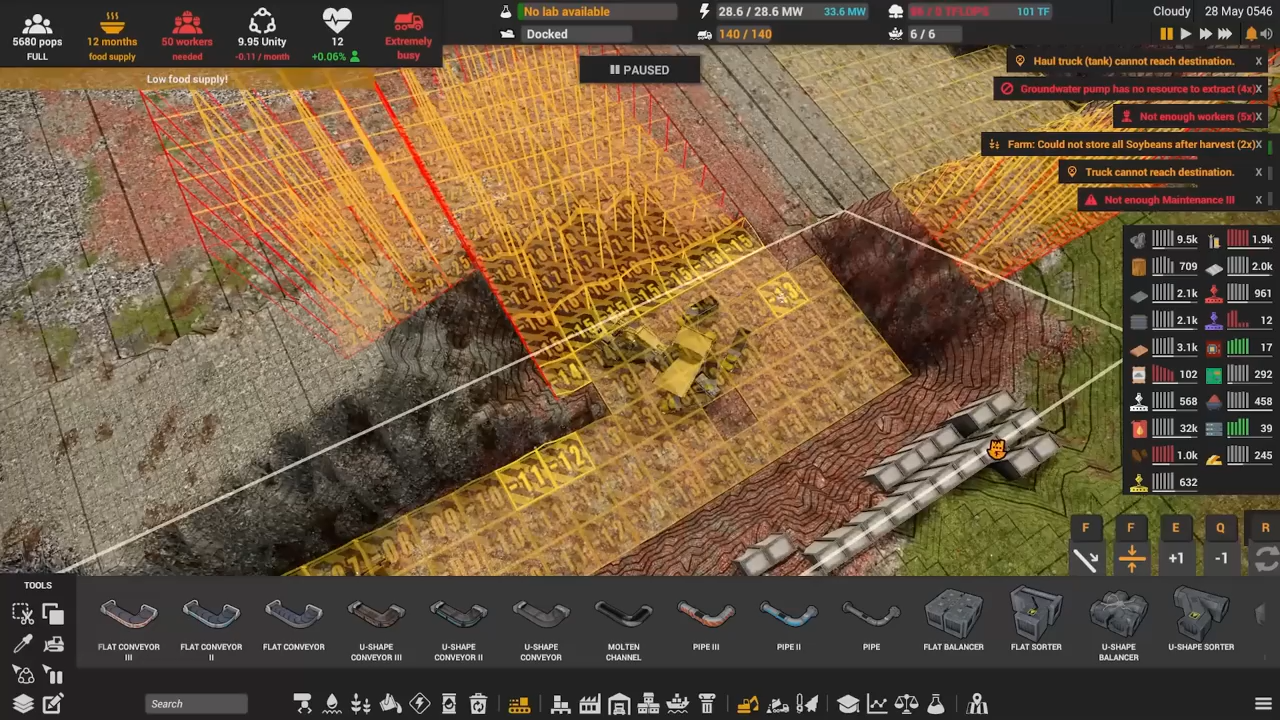 5680 pops
FULL
12 months
food supply
50 workers
needed
9.95 Unity
-0.11 / month
12
+0.06%
Extremely
busy
Low food supply!
No lab available
28.6 / 28.6 MW
33.6 MW
101 TF
Docked
140 / 140
6 / 6
Cloudy
28 May 0546
PAUSED
Haul truck (tank) cannot reach destination. X
Groundwater pump has no resource to extract (4x) X
Not enough workers (5x) X
Farm: Could not store all Soybeans after harvest (2x) X
Truck cannot reach destination. X
Not enough Maintenance III X
9.5k 1.9k
709 2.0k
2.1k 961
2.1k 12
3.1k 17
102 292
568 458
32k 39
1.0k 245
632
-13
-14
-11 -12
F F E Q R
+1 -1
TOOLS
FLAT CONVEYOR III
FLAT CONVEYOR II
FLAT CONVEYOR
U-SHAPE CONVEYOR III
U-SHAPE CONVEYOR II
U-SHAPE CONVEYOR
MOLTEN CHANNEL
PIPE III
PIPE II
PIPE
FLAT BALANCER
FLAT SORTER
U-SHAPE BALANCER
U-SHAPE SORTER
Search